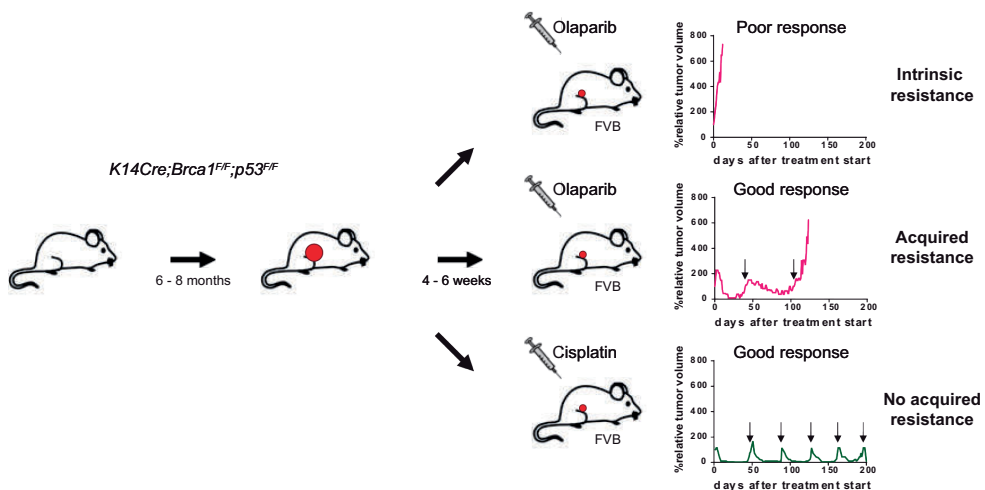 K14Cre;Brca1F/F;p53F/F
6 - 8 months
4 - 6 weeks
Olaparib
FVB
Poor response
%relative tumor volume
800
600
400
200
0
0 50 100 150 200
days after treatment start
Intrinsic
resistance
Olaparib
FVB
Good response
%relative tumor volume
800
600
400
200
0
0 50 100 150 200
days after treatment start
Acquired
resistance
Cisplatin
FVB
Good response
%relative tumor volume
800
600
400
200
0
0 50 100 150 200
days after treatment start
No acquired
resistance